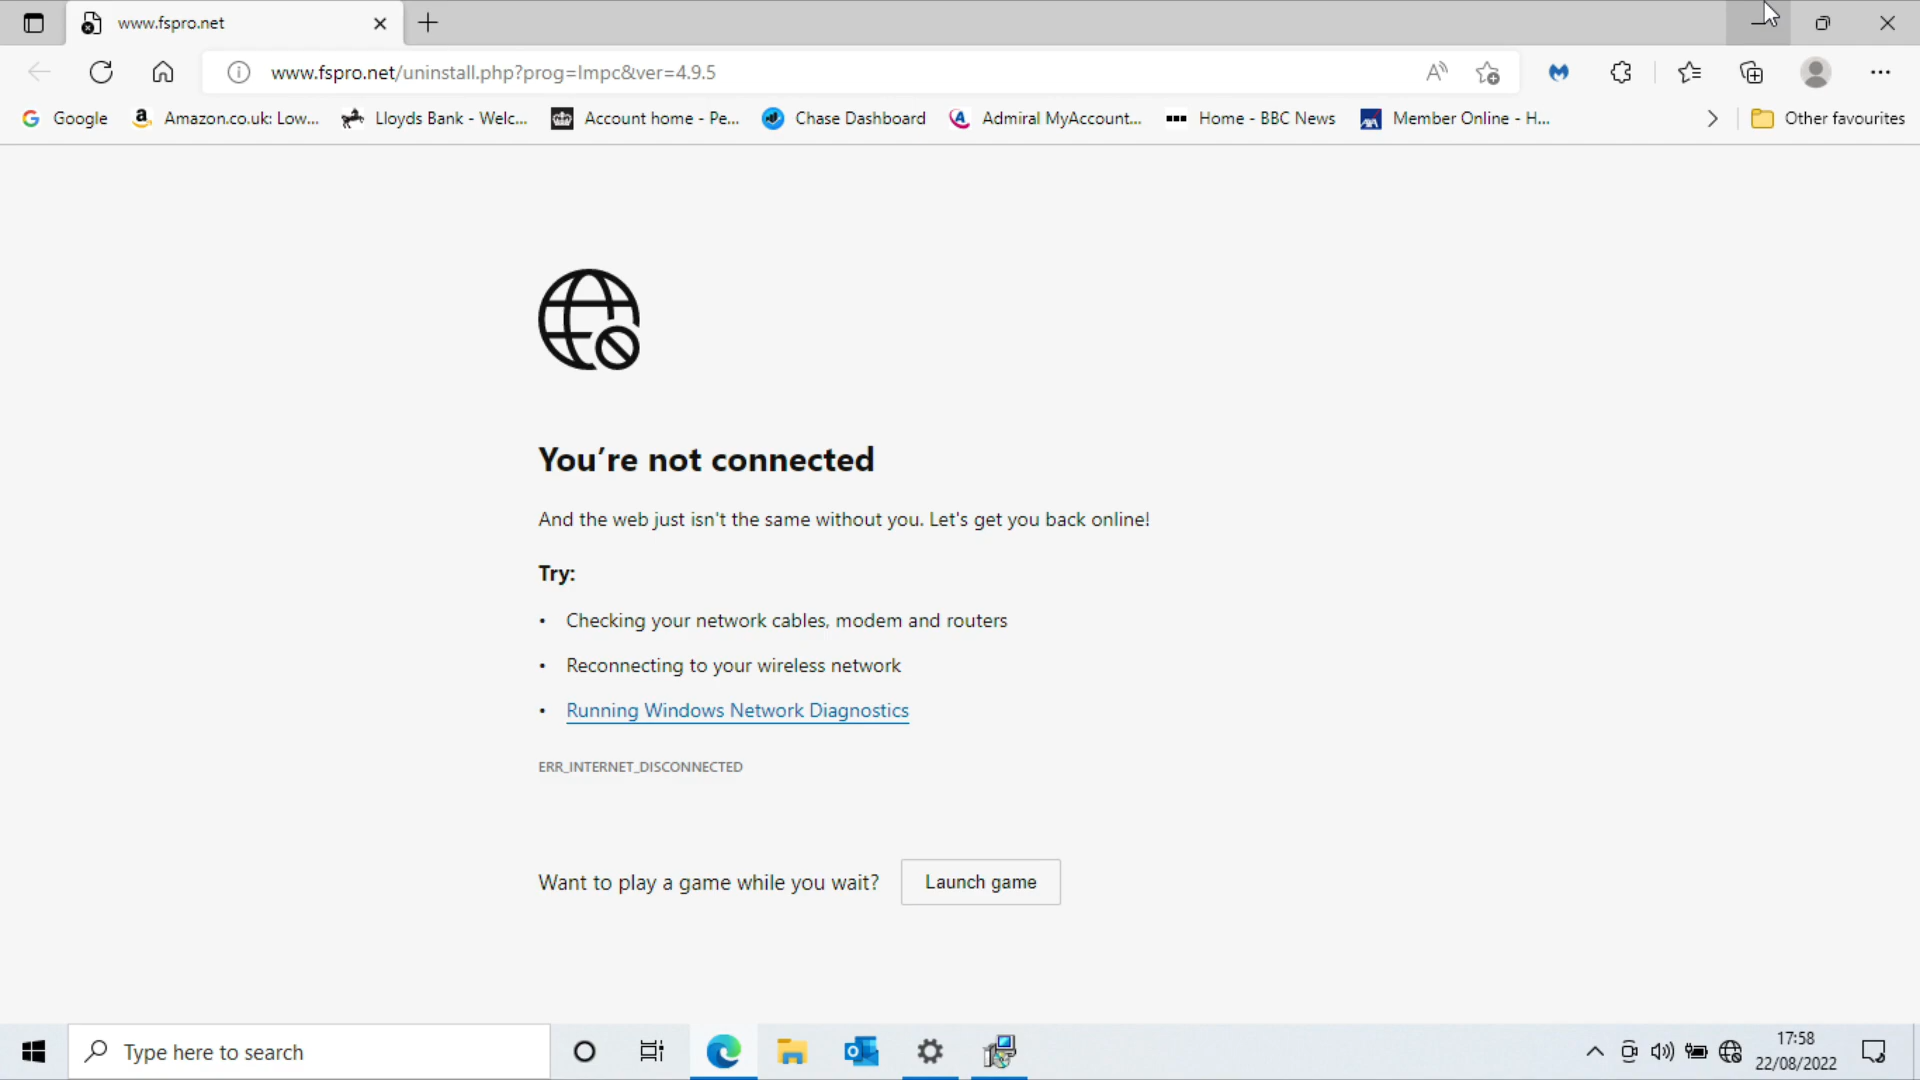 www.fspro.net
www.fspro.net/uninstall.php?prog=lmpc&ver=4.9.5
Google
Amazon.co.uk: Low...
Lloyds Bank - Welc...
Account home - Pe...
Chase Dashboard
Admiral MyAccount...
Home - BBC News
Member Online - H...
Other favourites
You're not connected
And the web just isn't the same without you. Let's get you back online!
Try:
• Checking your network cables, modem and routers
• Reconnecting to your wireless network
• Running Windows Network Diagnostics
ERR_INTERNET_DISCONNECTED
Want to play a game while you wait?
Launch game
Type here to search
17:58
22/08/2022